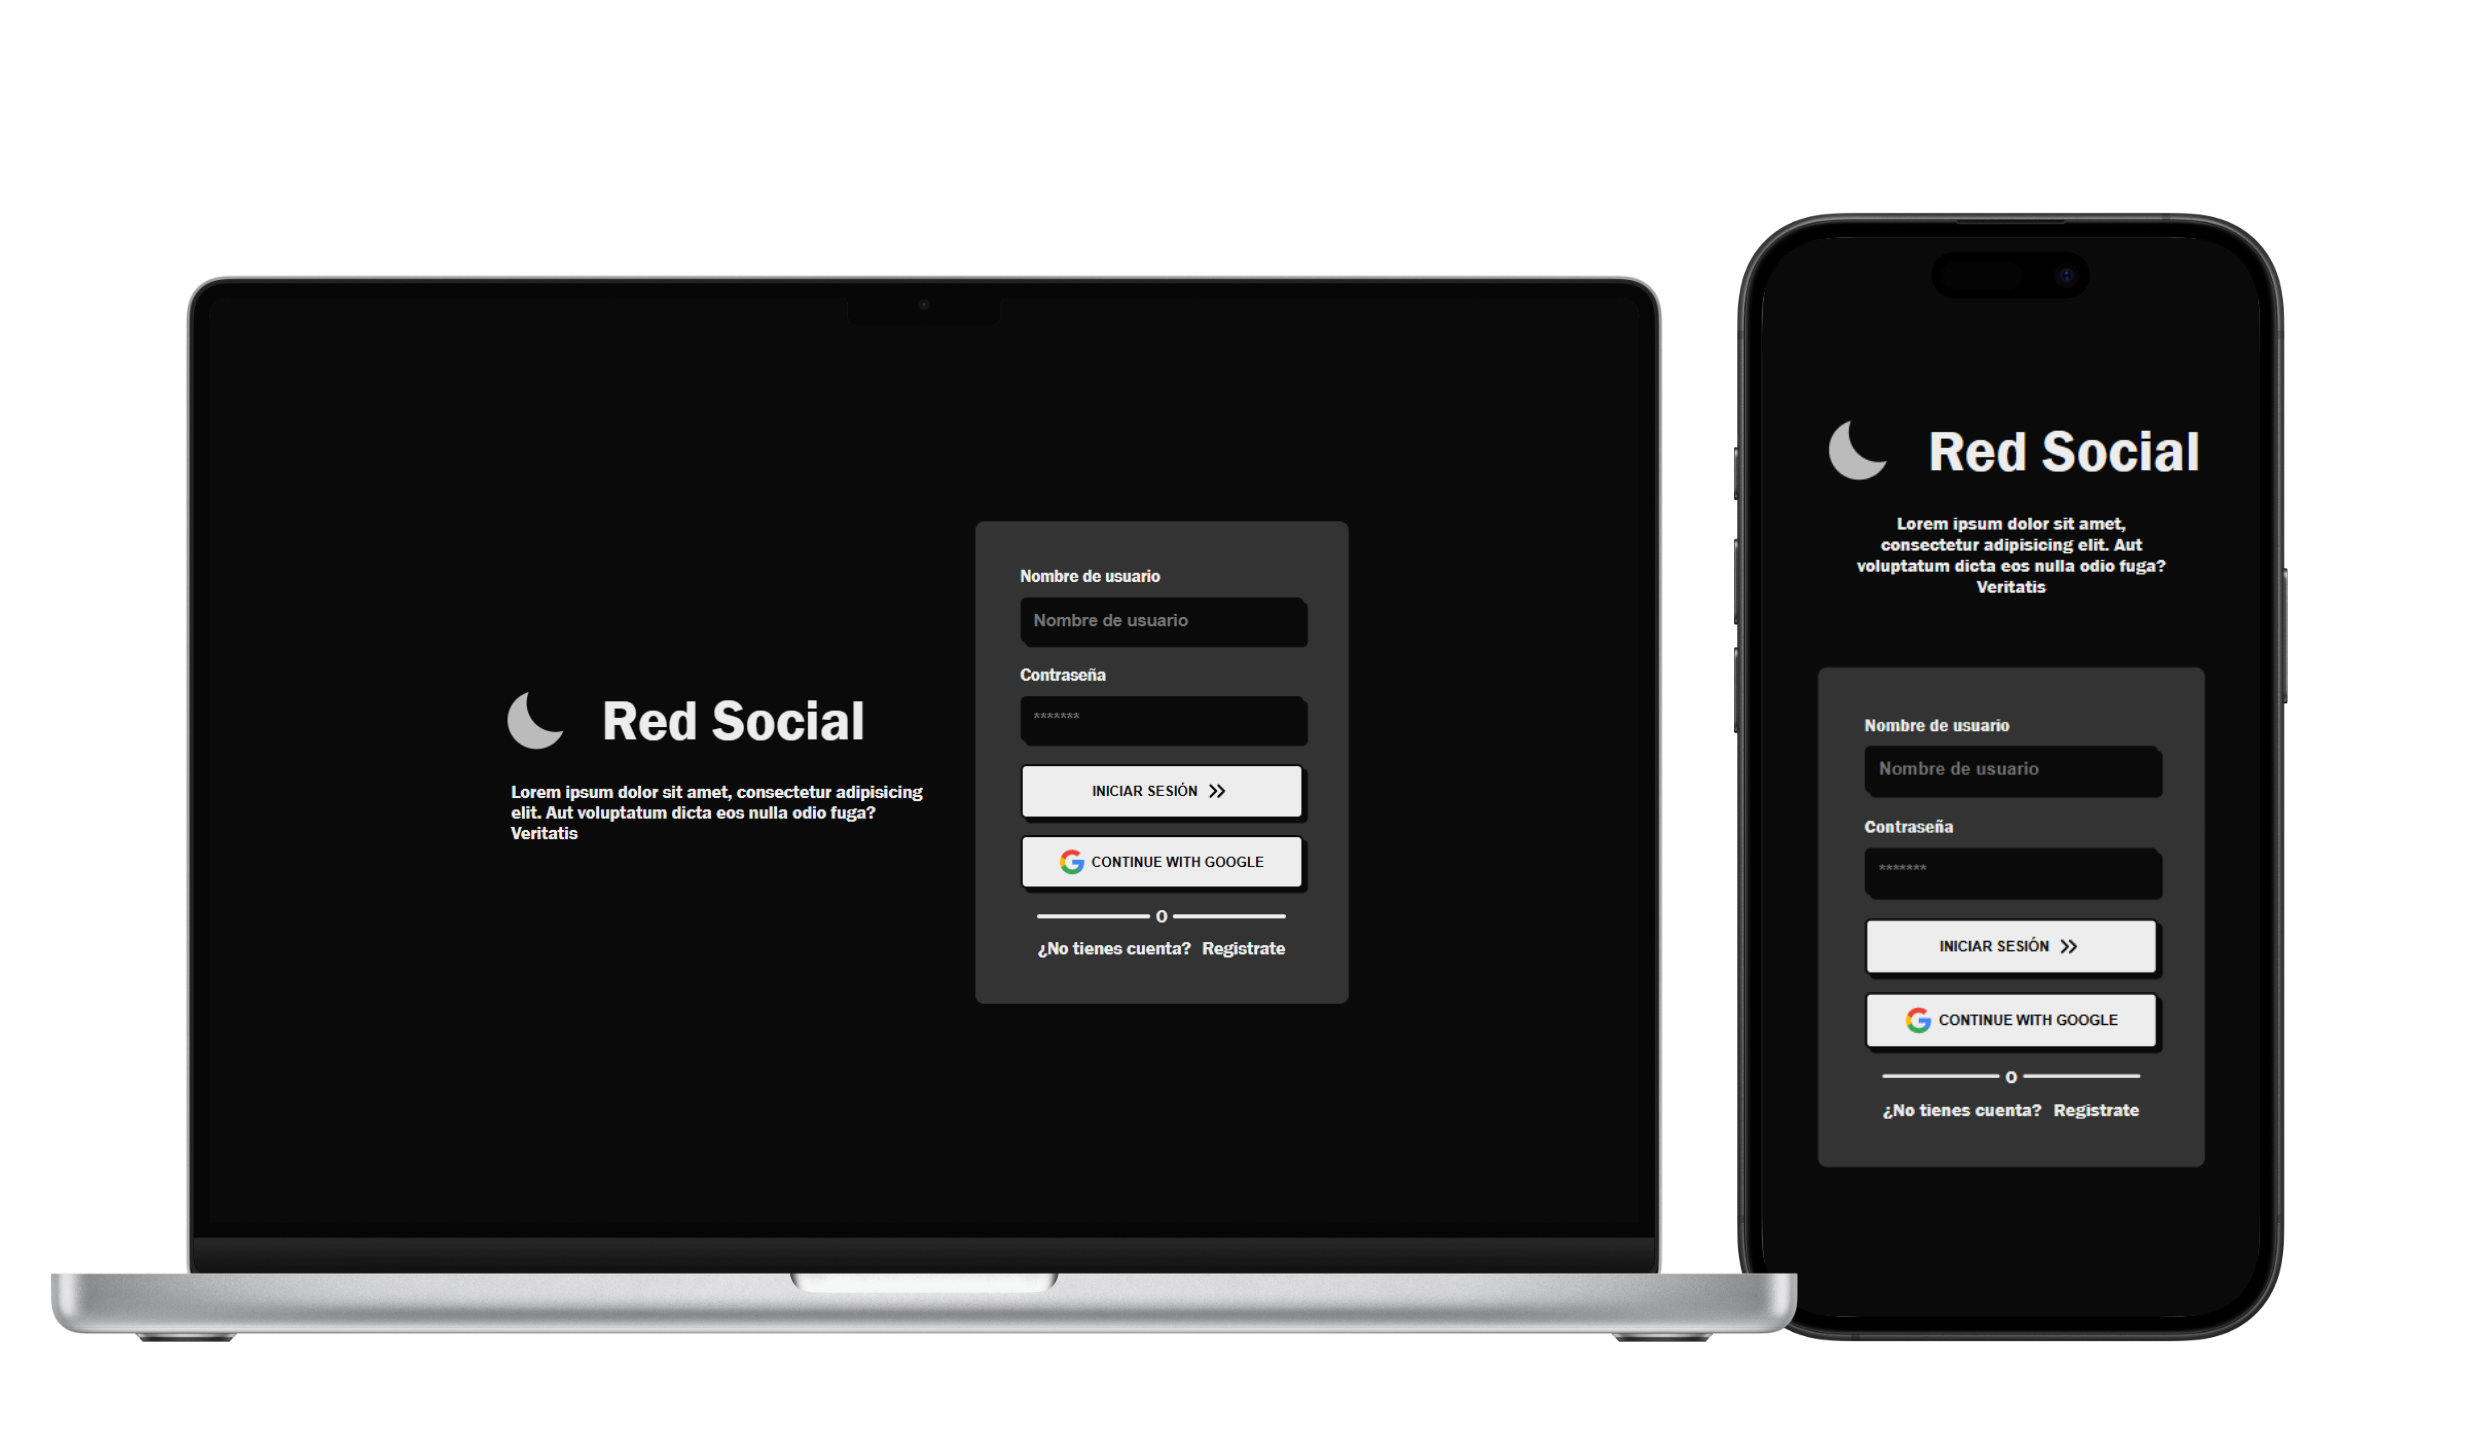 Red Social
Lorem ipsum dolor sit amet, consectetur adipisicing
elit. Aut voluptatum dicta eos nulla odio fuga?
Veritatis
Nombre de usuario
Nombre de usuario
Contraseña
*******
INICIAR SESIÓN
CONTINUE WITH GOOGLE
O
¿No tienes cuenta? Registrate
Red Social
Lorem ipsum dolor sit amet,
consectetur adipisicing elit. Aut
voluptatum dicta eos nulla odio fuga?
Veritatis
Nombre de usuario
Nombre de usuario
Contraseña
*******
INICIAR SESIÓN
CONTINUE WITH GOOGLE
O
¿No tienes cuenta? Registrate